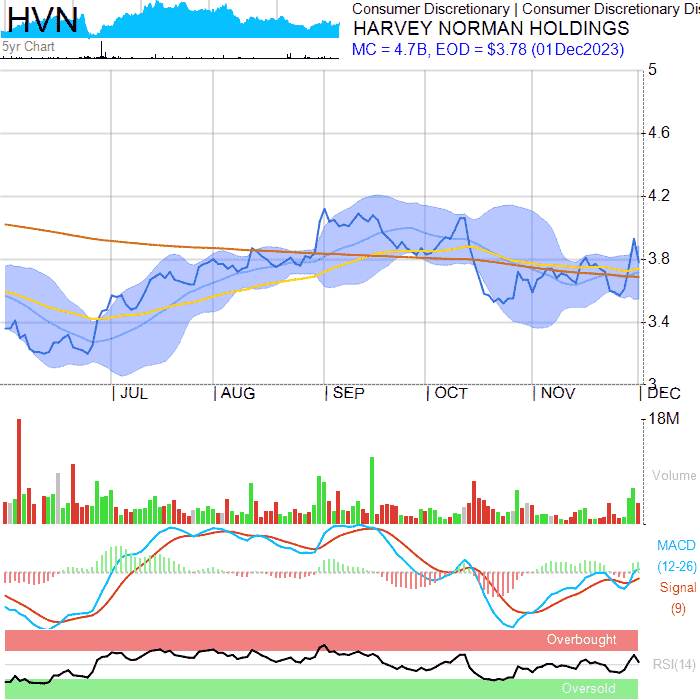 HVN
5yr Chart
Consumer Discretionary | Consumer Discretionary Dis
HARVEY NORMAN HOLDINGS
MC = 4.7B, EOD = $3.78 (01Dec2023)
5
4.6
4.2
3.8
3.4
3
JUL AUG SEP OCT NOV DEC
18M
Volume
MACD
(12-26)
Signal
(9)
Overbought
RSI(14)
Oversold